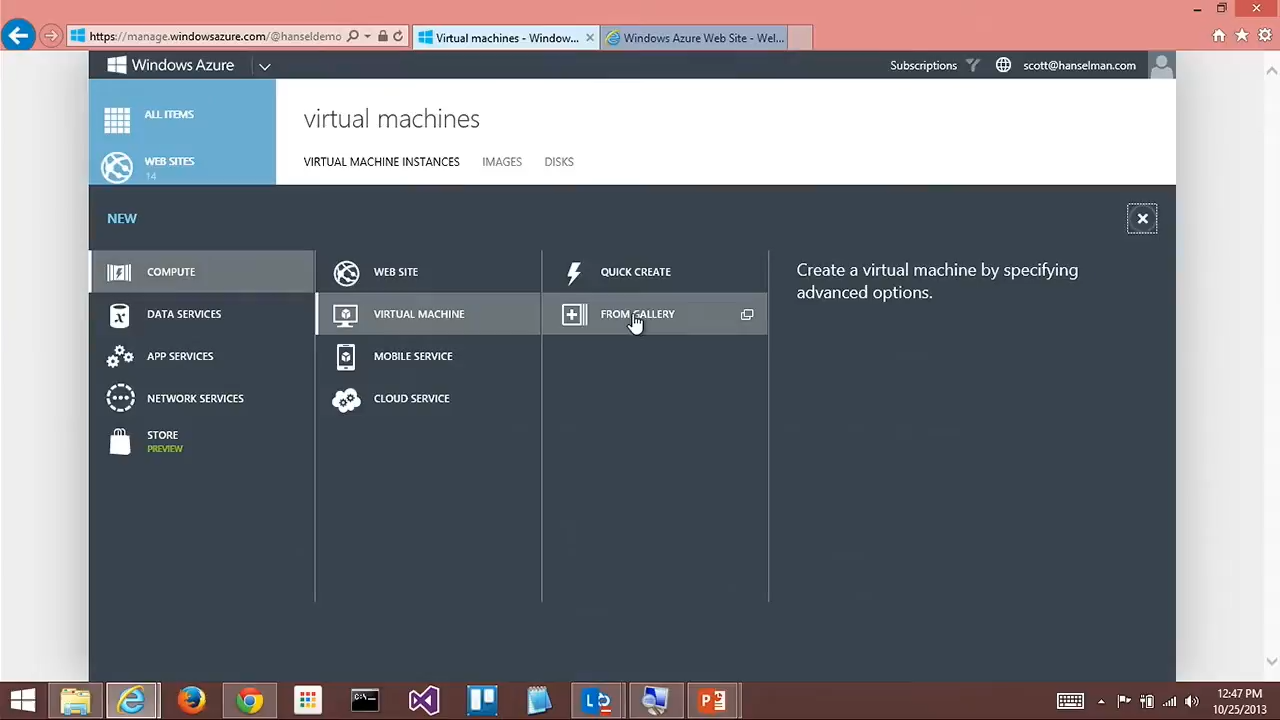 https://manage.windowsazure.com/@hanseldemo
Virtual machines - Window...
Windows Azure Web Site - Wel...
Windows Azure
Subscriptions
scott@hanselman.com
ALL ITEMS
WEB SITES
14
virtual machines
VIRTUAL MACHINE INSTANCES
IMAGES
DISKS
NEW
COMPUTE
DATA SERVICES
APP SERVICES
NETWORK SERVICES
STORE
PREVIEW
WEB SITE
VIRTUAL MACHINE
MOBILE SERVICE
CLOUD SERVICE
QUICK CREATE
FROM GALLERY
Create a virtual machine by specifying
advanced options.
12:47 PM
10/25/2013